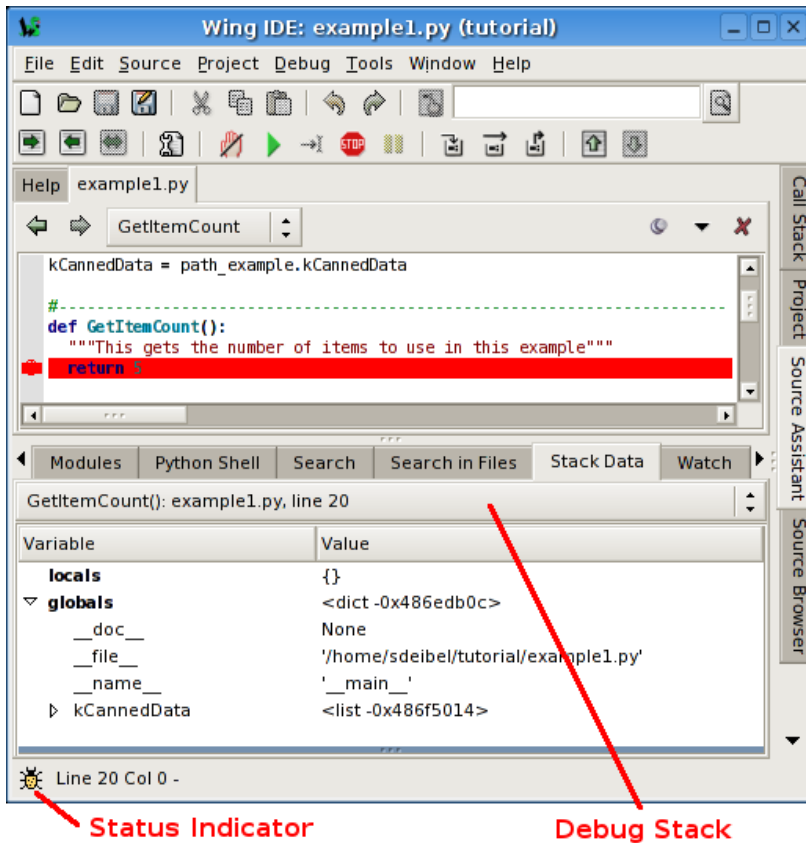 Wing IDE: example1.py (tutorial)
File Edit Source Project Debug Tools Window Help
STOP
Help example1.py
GetItemCount
kCannedData = path_example.kCannedData
#-----------------------------------------------------------------------
def GetItemCount():
"""This gets the number of items to use in this example"""
return 5
Modules Python Shell Search Search in Files Stack Data Watch
GetItemCount(): example1.py, line 20
Variable Value
locals {}
globals <dict -0x486edb0c>
__doc__ None
__file__ '/home/sdeibel/tutorial/example1.py'
__name__ '__main__'
kCannedData <list -0x486f5014>
Line 20 Col 0 -
Call Stack
Project
Source Assistant
Source Browser
Status Indicator
Debug Stack